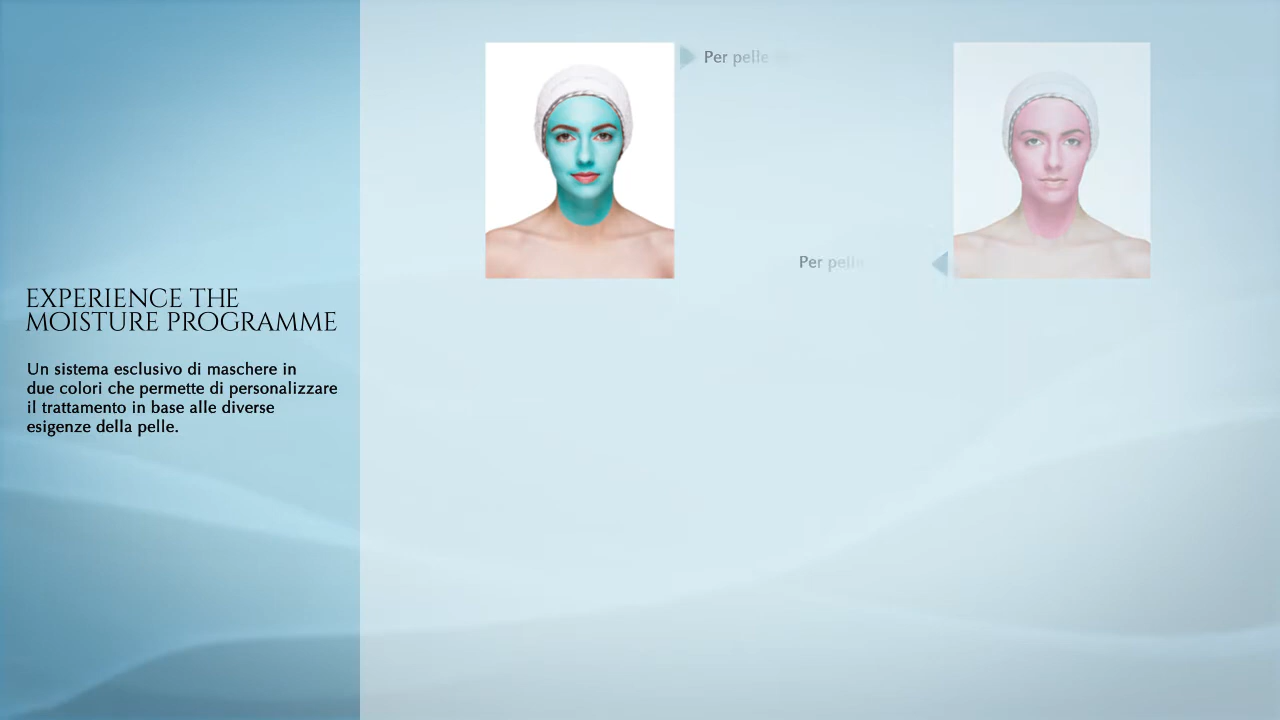 EXPERIENCE THE
MOISTURE PROGRAMME
Un sistema esclusivo di maschere in
due colori che permette di personalizzare
il trattamento in base alle diverse
esigenze della pelle.
Per pelle
Per pelle